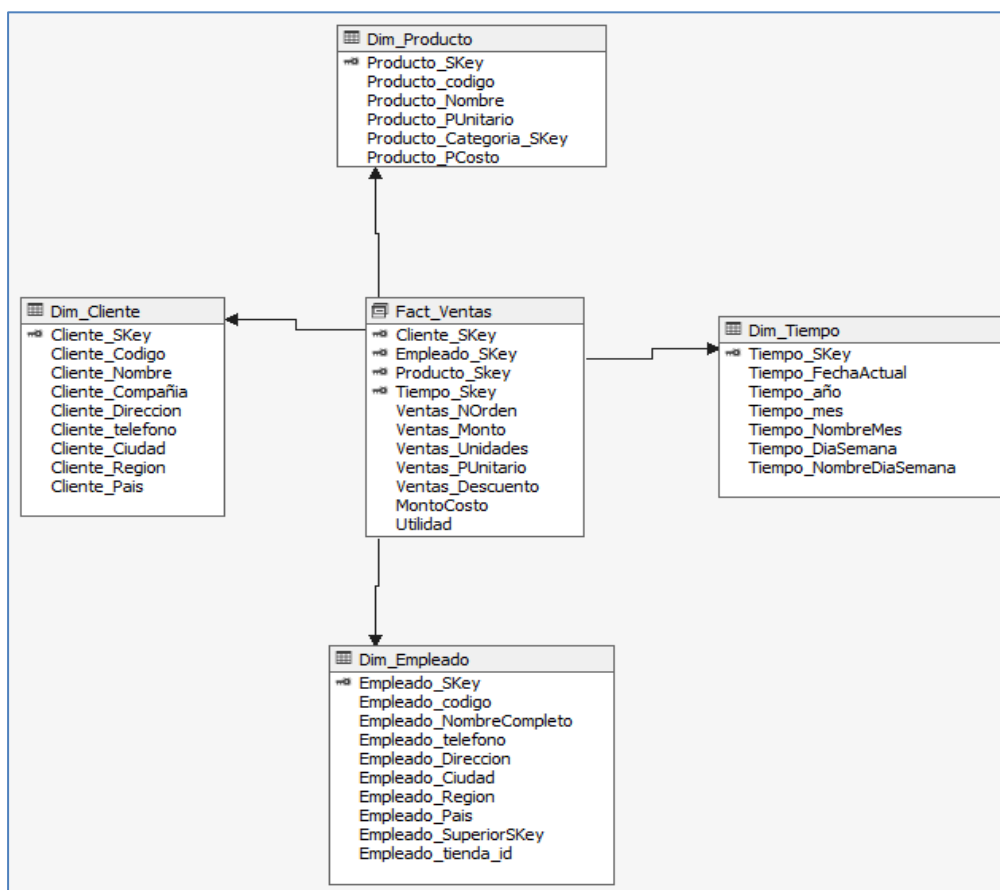 Dim_Producto
Producto_SKey
Producto_codigo
Producto_Nombre
Producto_PUnitario
Producto_Categoria_SKey
Producto_PCosto
Dim_Cliente
Cliente_SKey
Cliente_Codigo
Cliente_Nombre
Cliente_Compañia
Cliente_Direccion
Cliente_telefono
Cliente_Ciudad
Cliente_Region
Cliente_Pais
Fact_Ventas
Cliente_SKey
Empleado_SKey
Producto_Skey
Tiempo_Skey
Ventas_NOrden
Ventas_Monto
Ventas_Unidades
Ventas_PUnitario
Ventas_Descuento
MontoCosto
Utilidad
Dim_Tiempo
Tiempo_SKey
Tiempo_FechaActual
Tiempo_año
Tiempo_mes
Tiempo_NombreMes
Tiempo_DiaSemana
Tiempo_NombreDiaSemana
Dim_Empleado
Empleado_SKey
Empleado_codigo
Empleado_NombreCompleto
Empleado_telefono
Empleado_Direccion
Empleado_Ciudad
Empleado_Region
Empleado_Pais
Empleado_SuperiorSKey
Empleado_tienda_id